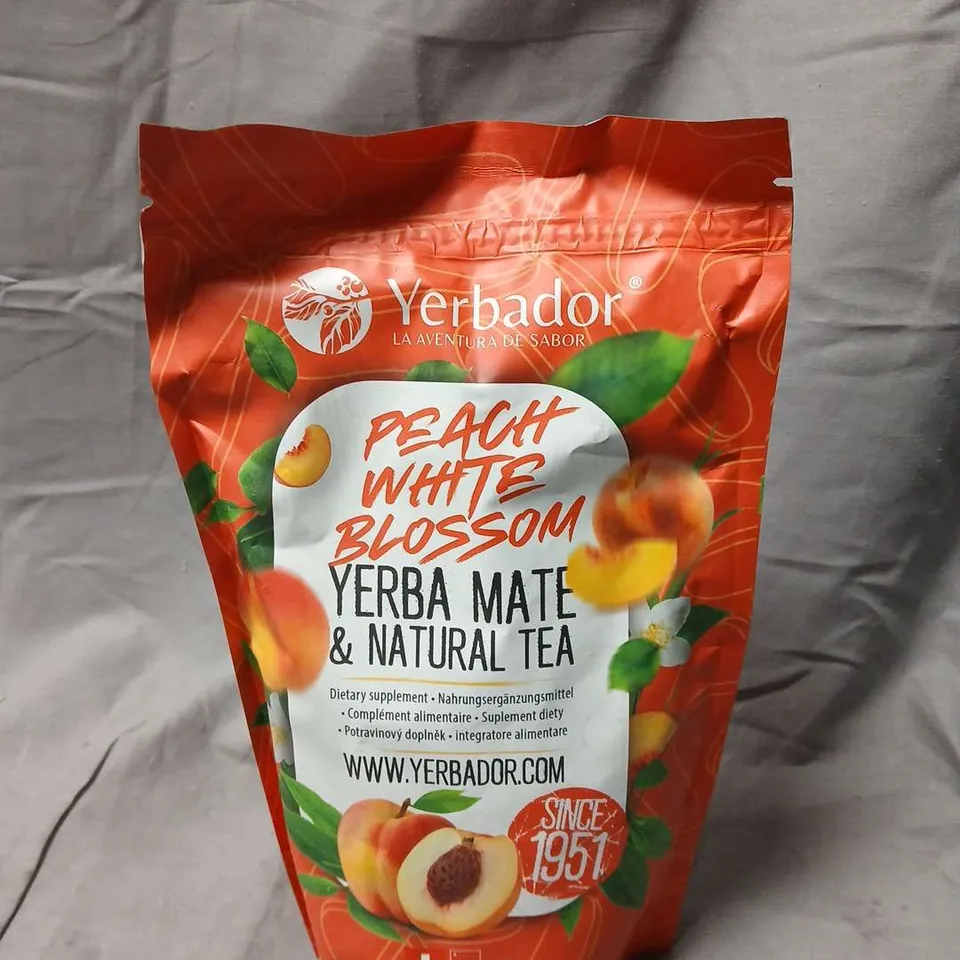 Yerbador®
LA AVENTURA DE SABOR
PEACH
WHITE
BLOSSOM
YERBA MATE
& NATURAL TEA
Dietary supplement • Nahrungsergänzungsmittel
• Complément alimentaire • Suplement diety
• Potravinový doplněk • integratore alimentare
WWW.YERBADOR.COM
SINCE
1951